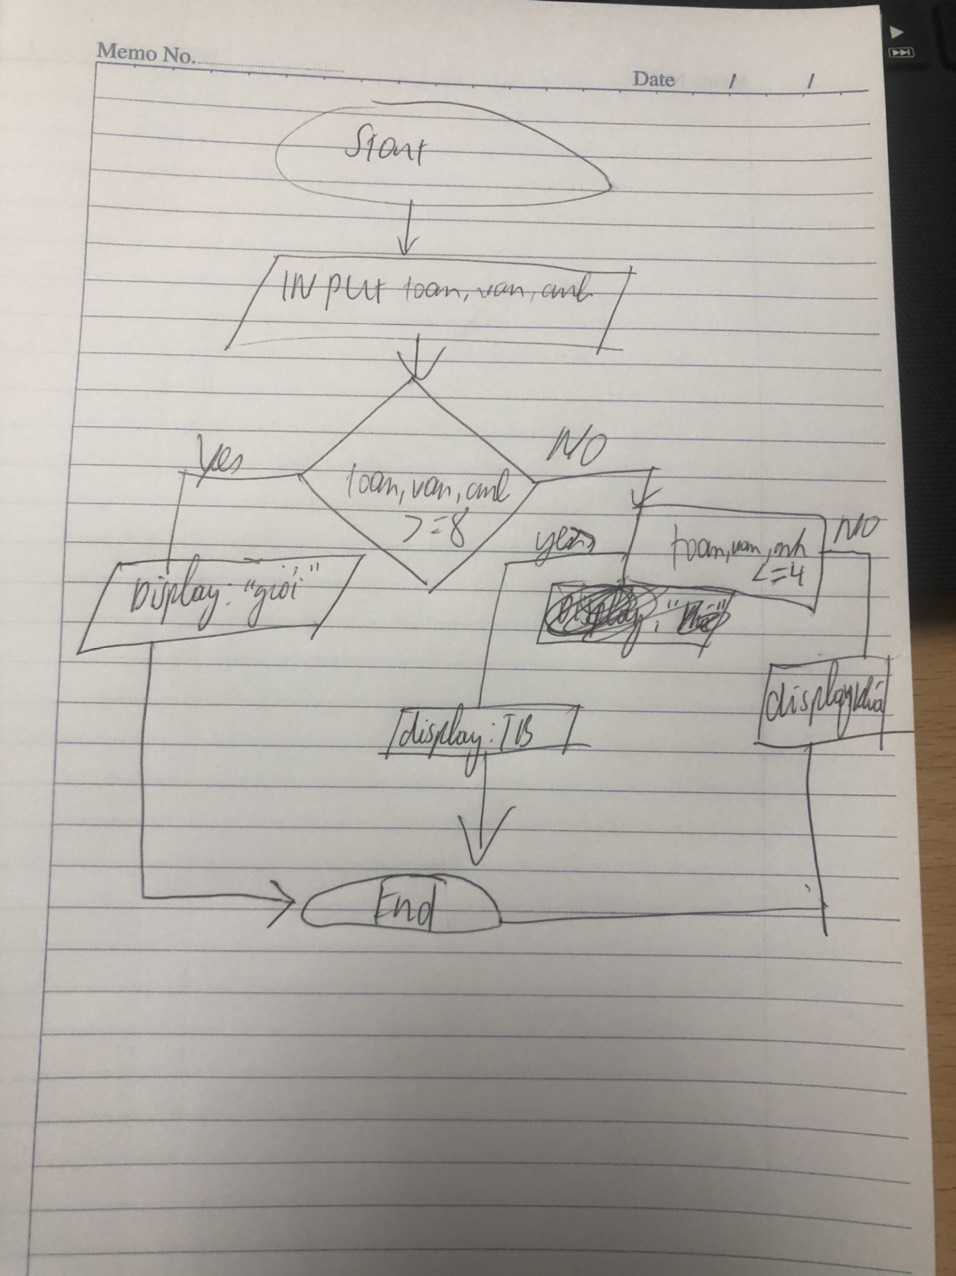 Memo No.
Date / /
Start
INPUT toan, van, anh
Yes
NO
toan, van, anh
>=8
yes
toan, van, anh
<=4
NO
Display: "giỏi"
display khá
display: TB
End